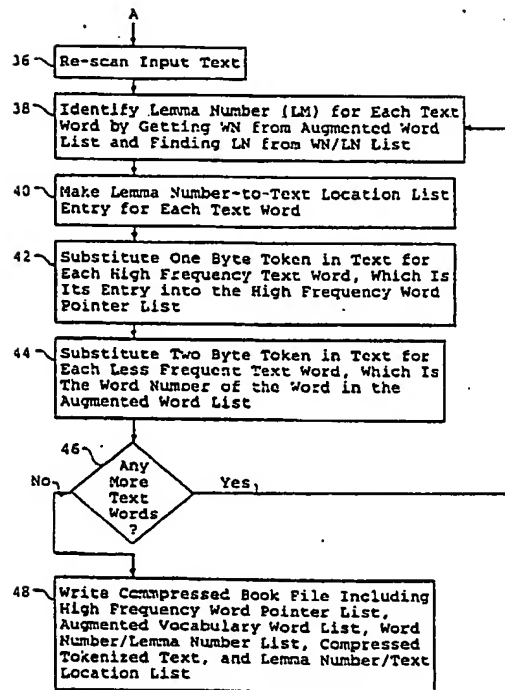 A
36 Re-scan Input Text
38 Identify Lemma Number (LM) for Each Text
Word by Getting WN from Augmented Word
List and Finding LN from WN/LN List
40 Make Lemma Number-to-Text Location List
Entry for Each Text Word
42 Substitute One Byte Token in Text for
Each High Frequency Text Word, Which Is
Its Entry into the High Frequency Word
Pointer List
44 Substitute Two Byte Token in Text for
Each Less Frequent Text Word, Which Is
The Word Number of the Word in the
Augmented Word List
46 Any
More
Text
Words
?
No
Yes
48 Write Commpressed Book File Including
High Frequency Word Pointer List,
Augmented Vocabulary Word List, Word
Number/Lemma Number List, Compressed
Tokenized Text, and Lemma Number/Text
Location List